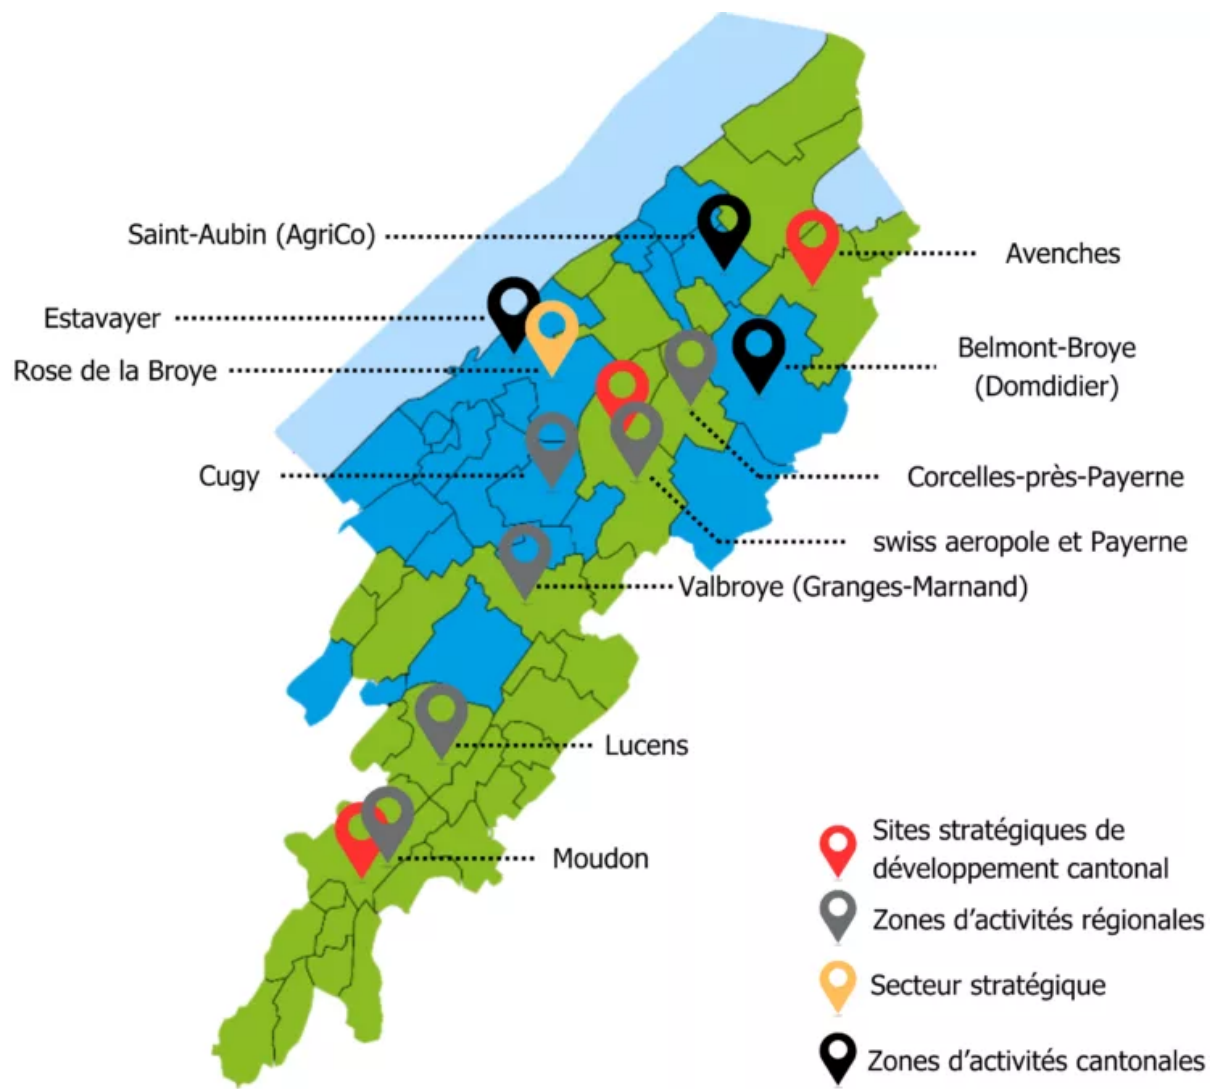 Saint-Aubin (AgriCo)
Avenches
Estavayer
Belmont-Broye
(Domdidier)
Rose de la Broye
Cugy
Corcelles-près-Payerne
swiss aeropole et Payerne
Valbroye (Granges-Marnand)
Lucens
Moudon
Sites stratégiques de
développement cantonal
Zones d'activités régionales
Secteur stratégique
Zones d'activités cantonales